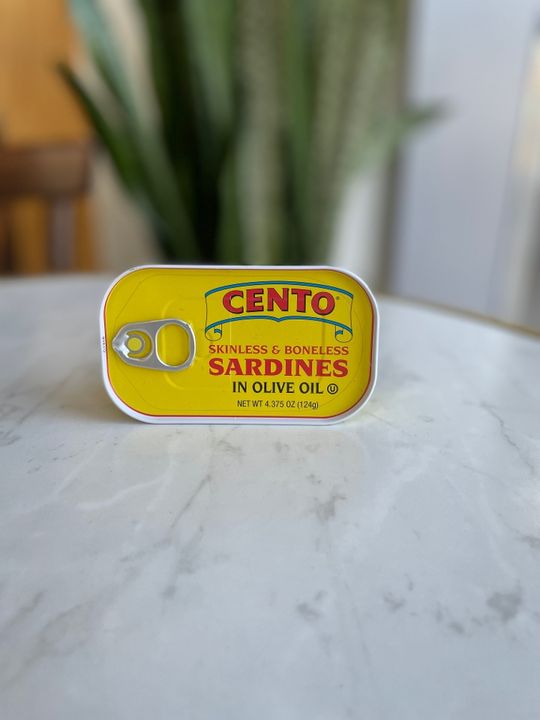 CENTO®
SKINLESS & BONELESS
SARDINES
IN OLIVE OIL Ⓤ
NET WT 4.375 OZ (124g)